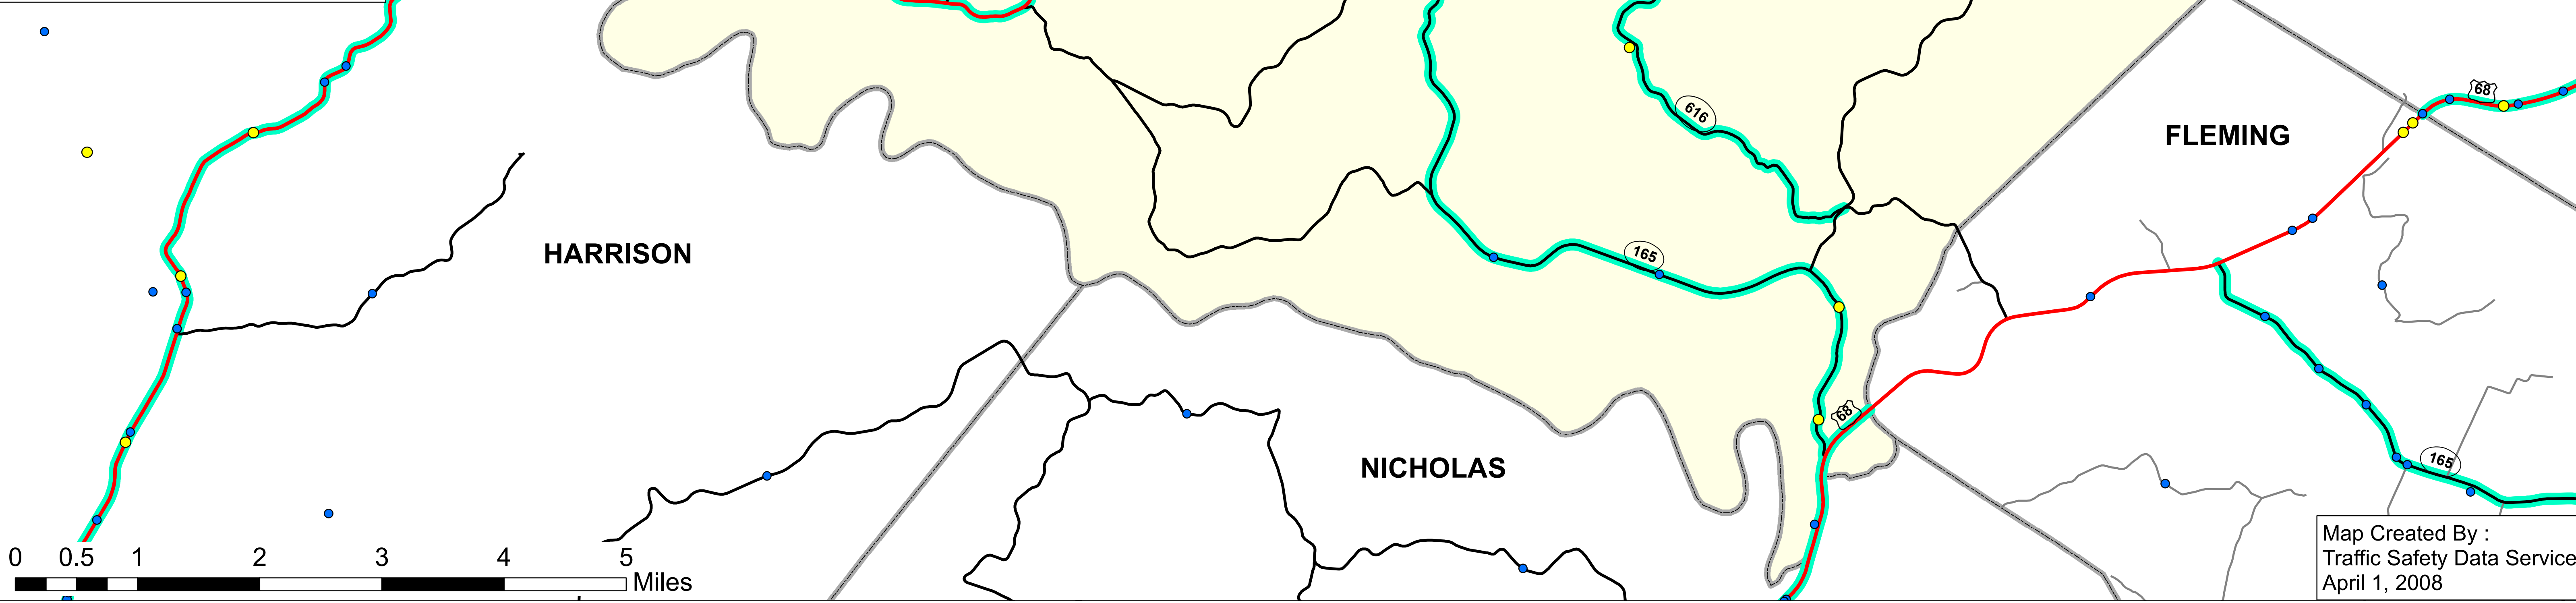 68
616
FLEMING
HARRISON
165
68
NICHOLAS
165
0 0.5 1 2 3 4 5
Miles
Map Created By :
Traffic Safety Data Service
April 1, 2008